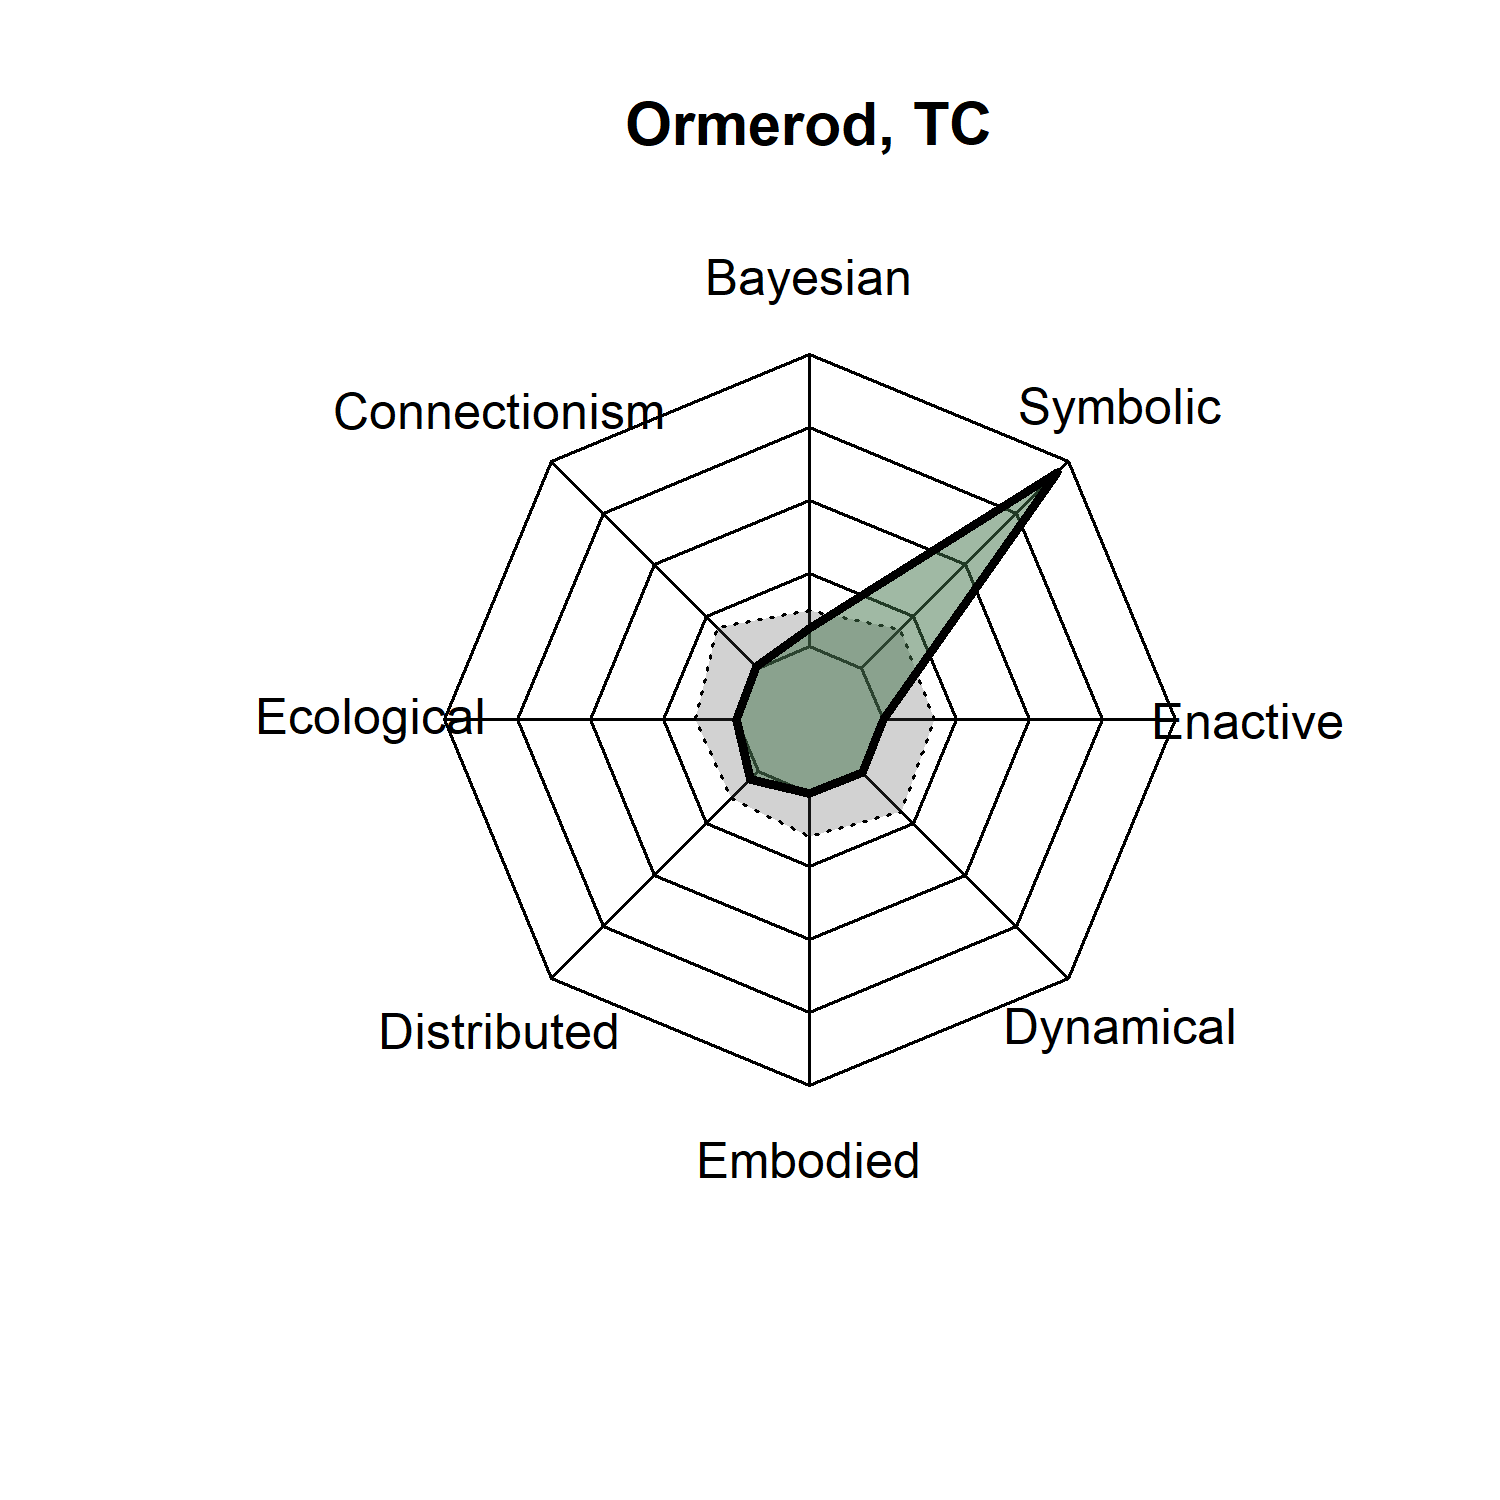 Ormerod, TC
Bayesian
Symbolic
Connectionism
Ecological
Enactive
Distributed
Dynamical
Embodied